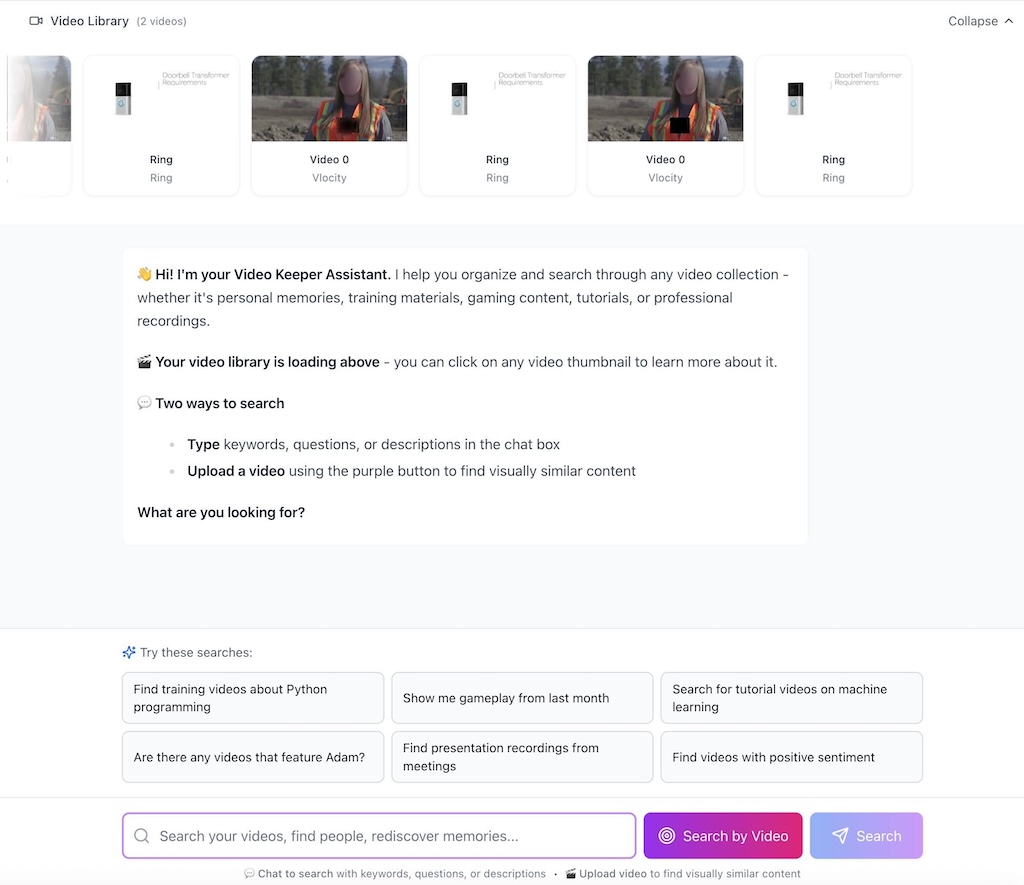 Video Library (2 videos)
Collapse
Doorbell Transformer
Requirements
Doorbell Transformer
Requirements
Doorbell Transformer
Requirements
Ring
Video 0
Ring
Video 0
Ring
Ring
Vlocity
Ring
Vlocity
Ring
👋 Hi! I'm your Video Keeper Assistant. I help you organize and search through any video collection -
whether it's personal memories, training materials, gaming content, tutorials, or professional
recordings.
🎬 Your video library is loading above - you can click on any video thumbnail to learn more about it.
💬 Two ways to search
Type keywords, questions, or descriptions in the chat box
Upload a video using the purple button to find visually similar content
What are you looking for?
Try these searches:
Find training videos about Python
programming
Show me gameplay from last month
Search for tutorial videos on machine
learning
Are there any videos that feature Adam?
Find presentation recordings from
meetings
Find videos with positive sentiment
Search your videos, find people, rediscover memories...
Search by Video
Search
💬 Chat to search with keywords, questions, or descriptions • 🎬 Upload video to find visually similar content